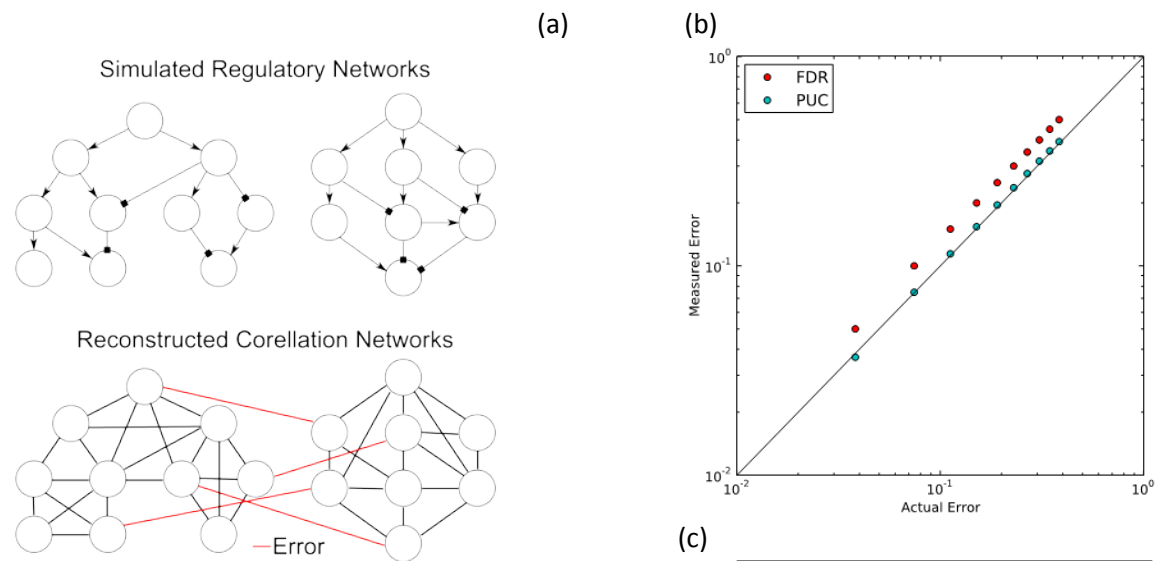 (a)
Simulated Regulatory Networks
Reconstructed Corellation Networks
Error
(b)
10^0
FDR
PUC
Measured Error
10^-1
10^-2
10^-2
10^-1
10^0
Actual Error
(c)